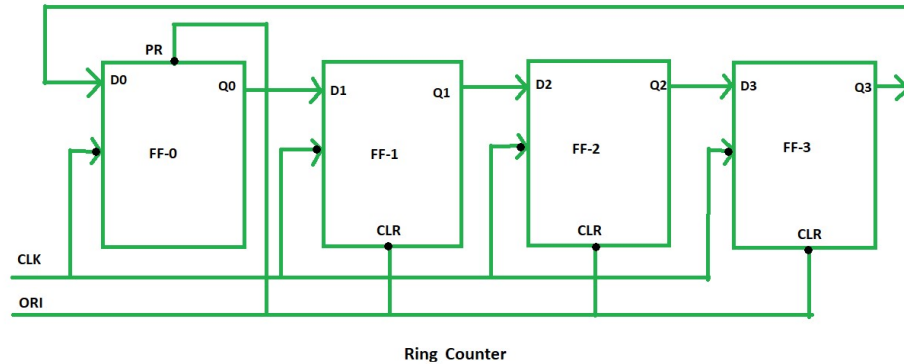 PR
D0
Q0
D1
Q1
D2
Q2
D3
Q3
FF-0
FF-1
FF-2
FF-3
CLR
CLR
CLR
CLK
ORI
Ring Counter